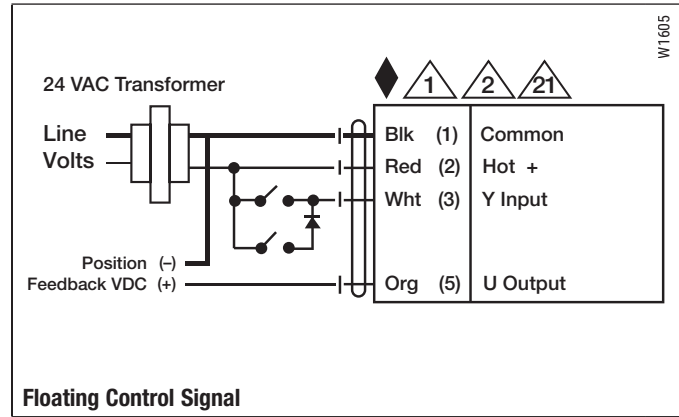 W1605
24 VAC Transformer
1 2 21
Line
Volts
Blk (1) Common
Red (2) Hot +
Wht (3) Y Input
Position (–)
Feedback VDC (+)
Org (5) U Output
Floating Control Signal